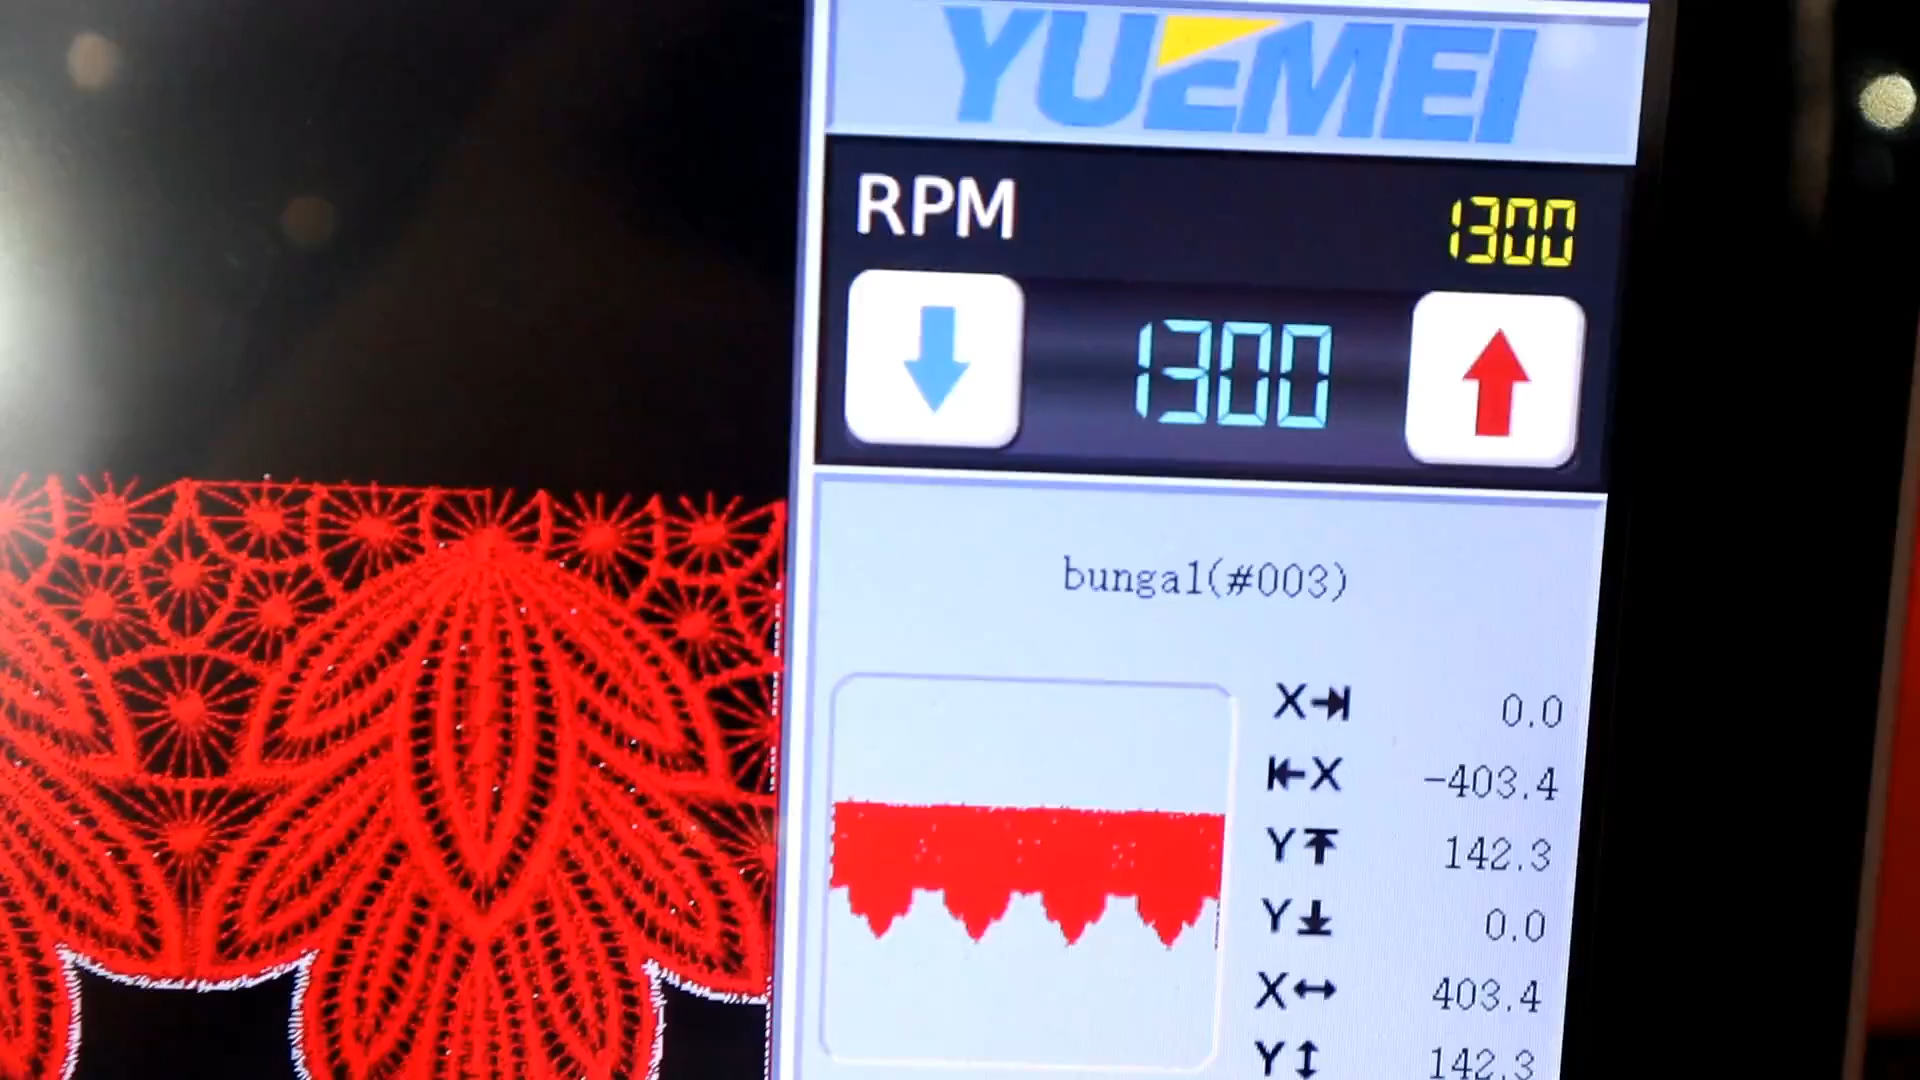 YUEMEI
RPM
1300
1300
bunga1(#003)
X 0.0
X -403.4
Y 142.3
Y 0.0
X 403.4
Y 142.3